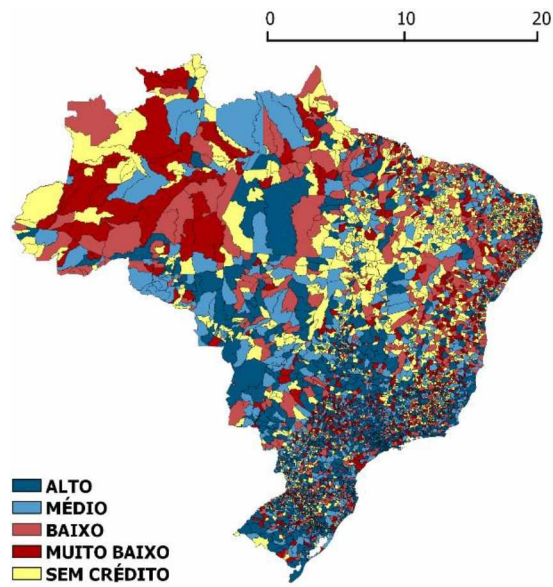 0 10 20
ALTO
MÉDIO
BAIXO
MUITO BAIXO
SEM CRÉDITO